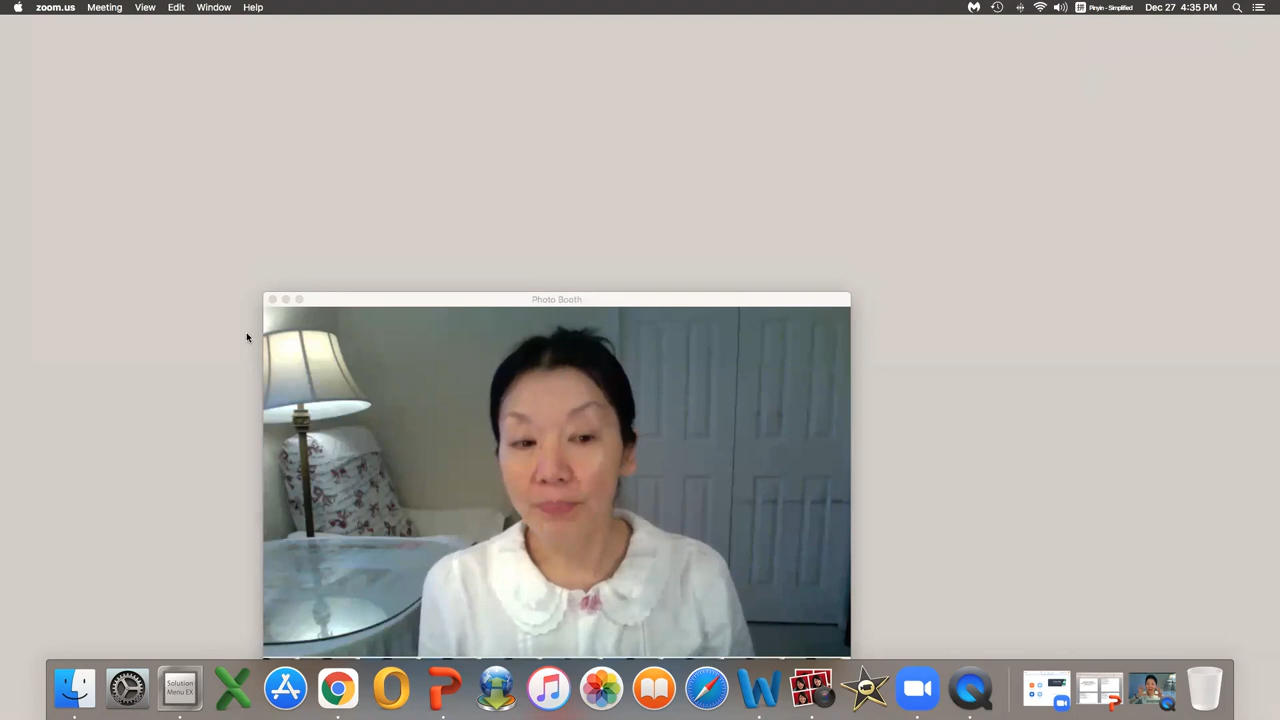 zoom.us Meeting View Edit Window Help Pinyin - Simplified Dec 27 4:35 PM
Photo Booth
Solution
Menu EX